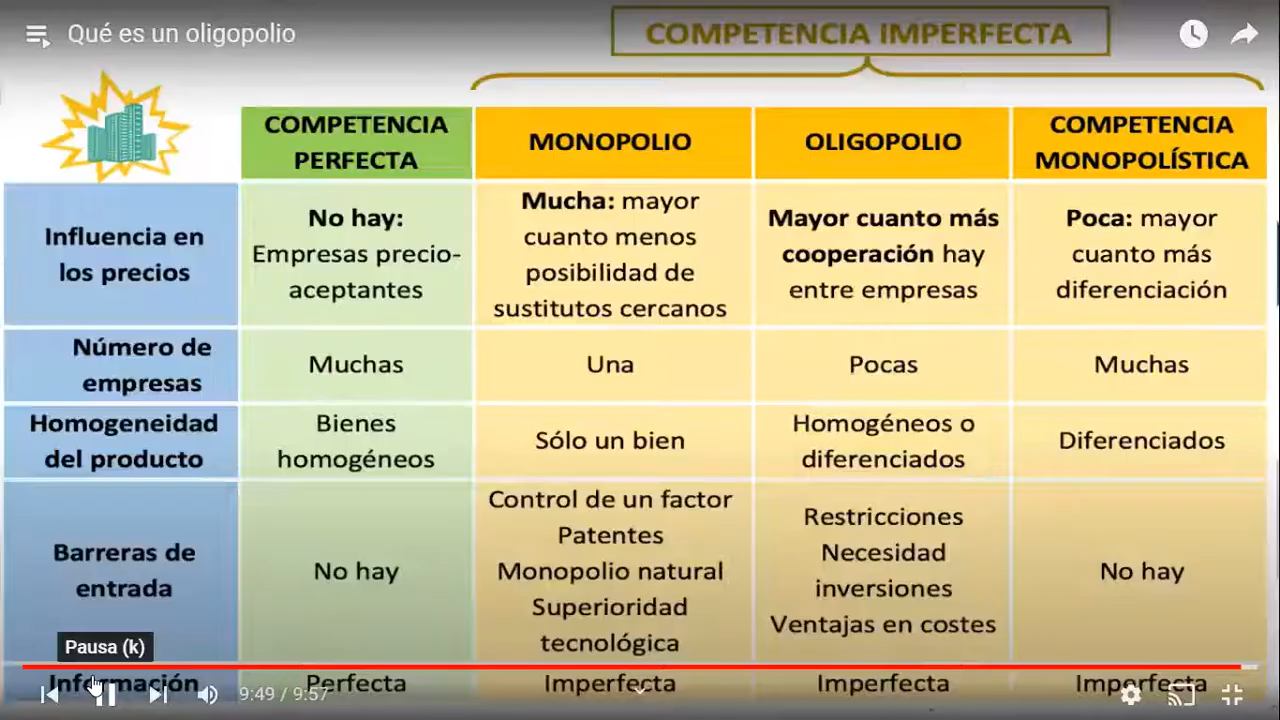 Qué es un oligopolio
COMPETENCIA IMPERFECTA
COMPETENCIA
PERFECTA
MONOPOLIO
OLIGOPOLIO
COMPETENCIA
MONOPOLÍSTICA
Influencia en
los precios
No hay:
Empresas precio-
aceptantes
Mucha: mayor
cuanto menos
posibilidad de
sustitutos cercanos
Mayor cuanto más
cooperación hay
entre empresas
Poca: mayor
cuanto más
diferenciación
Número de
empresas
Muchas
Una
Pocas
Muchas
Homogeneidad
del producto
Bienes
homogéneos
Sólo un bien
Homogéneos o
diferenciados
Diferenciados
Barreras de
entrada
No hay
Control de un factor
Patentes
Monopolio natural
Superioridad
tecnológica
Restricciones
Necesidad
inversiones
Ventajas en costes
No hay
Pausa (k)
Información
Perfecta
Imperfecta
Imperfecta
Imperfecta
9:49 / 9:57